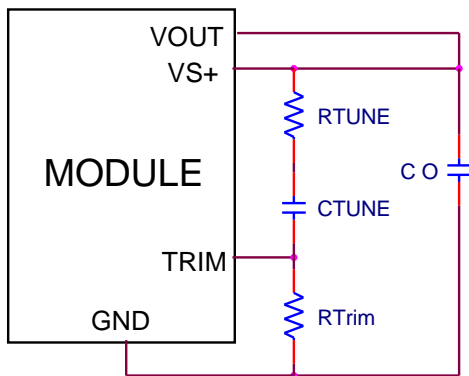 VOUT
VS+
RTUNE
MODULE
C O
CTUNE
TRIM
GND
RTrim